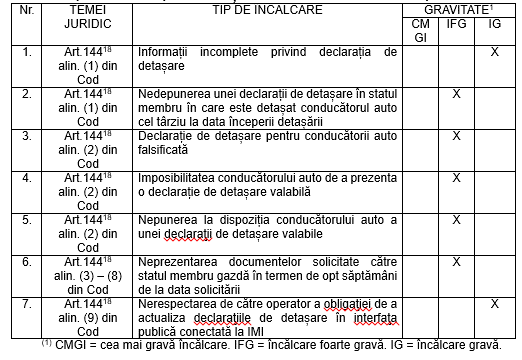 Nr. TEMEI JURIDIC TIP DE INCALCARE GRAVITATE¹
CM GI IFG IG
1. Art.144¹⁸ Informații incomplete privind declarația de X
alin. (1) din detașare
Cod
2. Art.144¹⁸ Nedepunerea unei declarații de detașare în statul X
alin. (1) din membru în care este detașat conducătorul auto
Cod cel târziu la data începerii detașării
3. Art.144¹⁸ Declarație de detașare pentru conducătorii auto X
alin. (2) din falsificată
Cod
4. Art.144¹⁸ Imposibilitatea conducătorului auto de a prezenta X
alin. (2) din o declarație de detașare valabilă
Cod
5. Art.144¹⁸ Nepunerea la dispoziția conducătorului auto a X
alin. (2) din unei declarații de detașare valabile
Cod
6. Art.144¹⁸ Neprezentarea documentelor solicitate către X
alin. (3) – (8) statul membru gazdă în termen de opt săptămâni
din Cod de la data solicitării
7. Art.144¹⁸ Nerespectarea de către operator a obligației de a X
alin. (9) din actualiza declarațiile de detașare în interfața
Cod publică conectată la IMI
⁽¹⁾ CMGI = cea mai gravă încălcare. IFG = încălcare foarte gravă. IG = încălcare gravă.